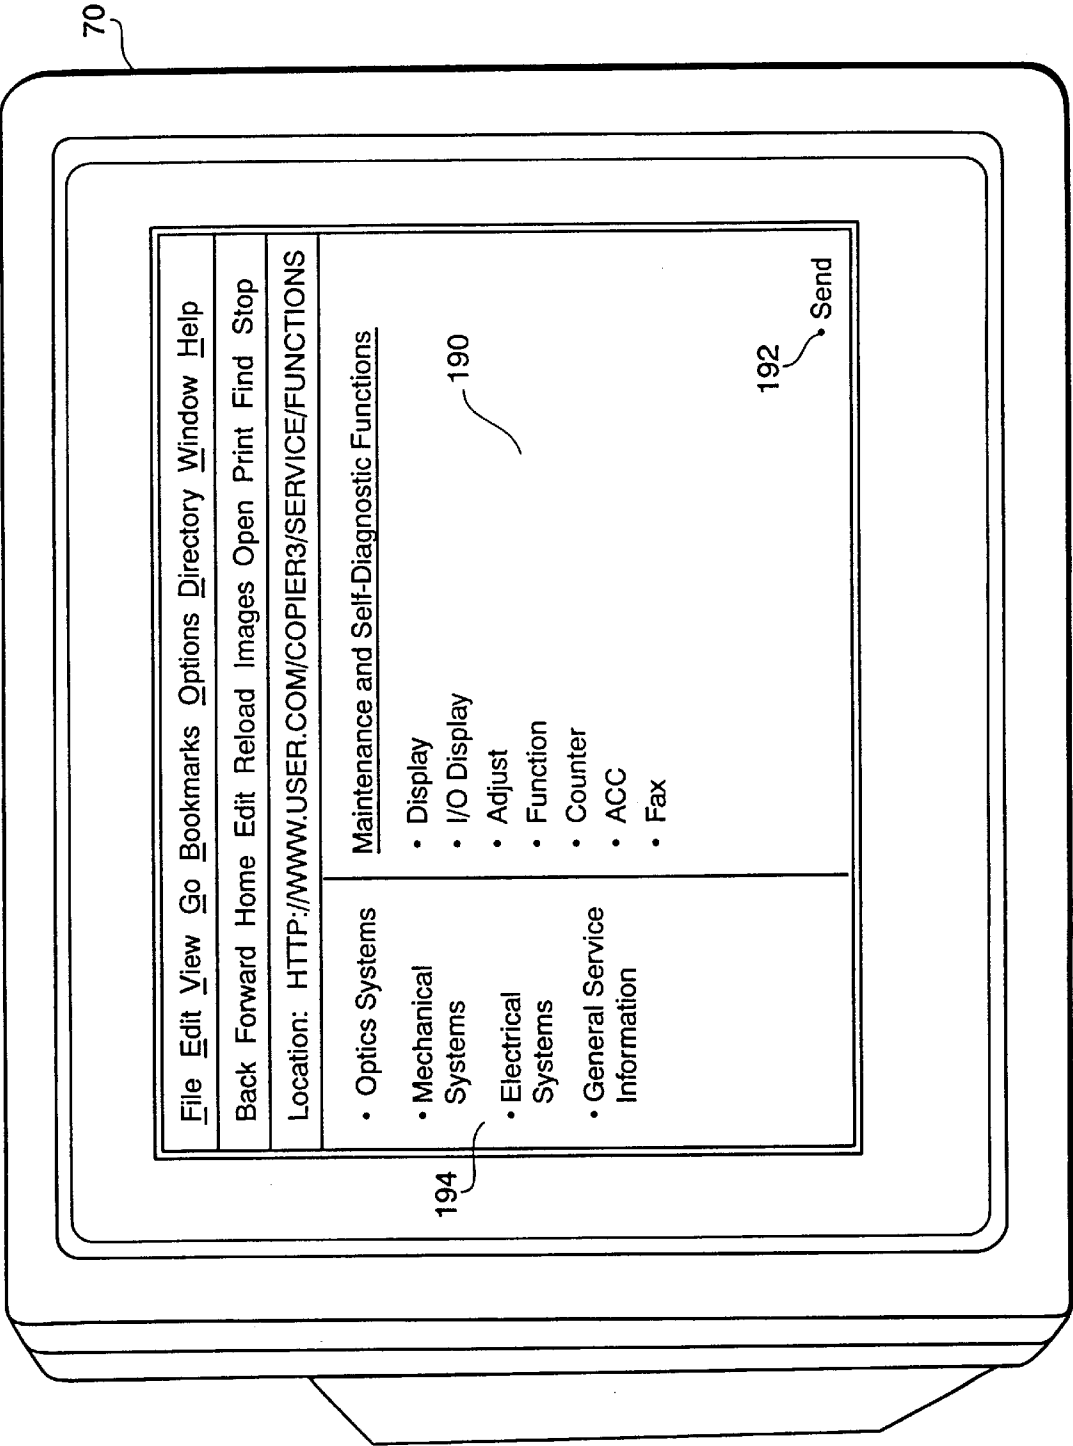 70
File Edit View Go Bookmarks Options Directory Window Help
Back Forward Home Edit Reload Images Open Print Find Stop
Location: HTTP://WWW.USER.COM/COPIER3/SERVICE/FUNCTIONS
• Optics Systems
• Mechanical
Systems
• Electrical
Systems
• General Service
Information
194
Maintenance and Self-Diagnostic Functions
• Display
• I/O Display
• Adjust
• Function
• Counter
• ACC
• Fax
190
192
• Send